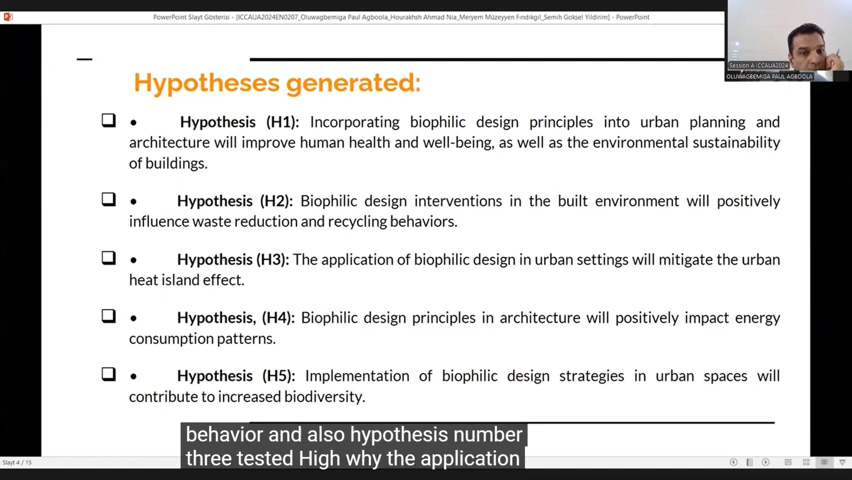 PowerPoint Slayt Gösterisi - [ICCAUA2024EN0207_Oluwagbemiga Paul Agboola_Hourakhsh Ahmad Nia_Meryem Müzeyyen Fındıkgil_Semih Goksel Yildirim]
Session A ICCAUA2024
OLUWAGBEMIGA PAUL AGBOOLA
Hypotheses generated:
• Hypothesis (H1): Incorporating biophilic design principles into urban planning and
architecture will improve human health and well-being, as well as the environmental sustainability
of buildings.
• Hypothesis (H2): Biophilic design interventions in the built environment will positively
influence waste reduction and recycling behaviors.
• Hypothesis (H3): The application of biophilic design in urban settings will mitigate the urban
heat island effect.
• Hypothesis, (H4): Biophilic design principles in architecture will positively impact energy
consumption patterns.
• Hypothesis (H5): Implementation of biophilic design strategies in urban spaces will
contribute to increased biodiversity.
behavior and also hypothesis number
three tested High why the application
Slayt 4 / 15